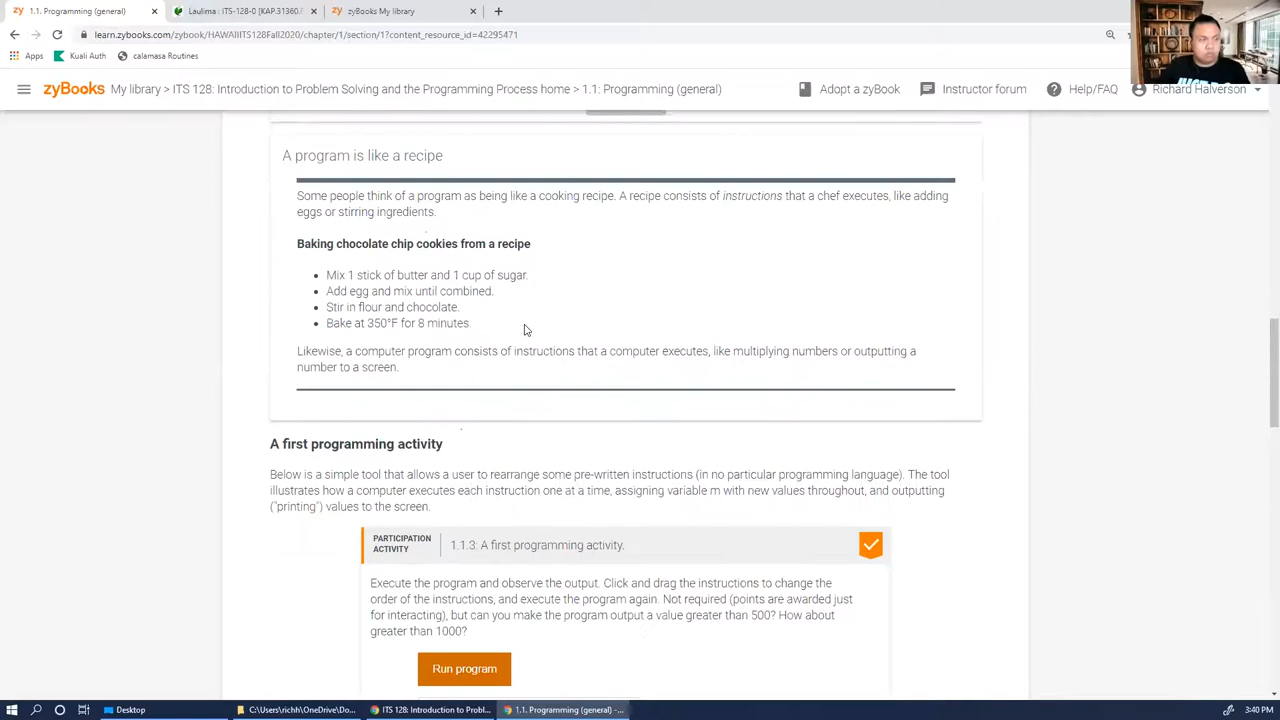 1.1. Programming (general)
Laulima : ITS-128-0 [KAP.31360.F
zyBooks My library
learn.zybooks.com/zybook/HAWAIIITS128Fall2020/chapter/1/section/1?content_resource_id=42295471
Apps
Kuali Auth
calamasa Routines
zyBooks My library > ITS 128: Introduction to Problem Solving and the Programming Process home > 1.1: Programming (general)
Adopt a zyBook
Instructor forum
Help/FAQ
Richard Halverson
A program is like a recipe
Some people think of a program as being like a cooking recipe. A recipe consists of instructions that a chef executes, like adding
eggs or stirring ingredients.
Baking chocolate chip cookies from a recipe
• Mix 1 stick of butter and 1 cup of sugar.
• Add egg and mix until combined.
• Stir in flour and chocolate.
• Bake at 350°F for 8 minutes.
Likewise, a computer program consists of instructions that a computer executes, like multiplying numbers or outputting a
number to a screen.
A first programming activity
Below is a simple tool that allows a user to rearrange some pre-written instructions (in no particular programming language). The tool
illustrates how a computer executes each instruction one at a time, assigning variable m with new values throughout, and outputting
("printing") values to the screen.
PARTICIPATION
ACTIVITY
1.1.3: A first programming activity.
Execute the program and observe the output. Click and drag the instructions to change the
order of the instructions, and execute the program again. Not required (points are awarded just
for interacting), but can you make the program output a value greater than 500? How about
greater than 1000?
Run program
Desktop
C:\Users\richh\OneDrive\Do...
ITS 128: Introduction to Probl...
1.1. Programming (general) -...
3:40 PM